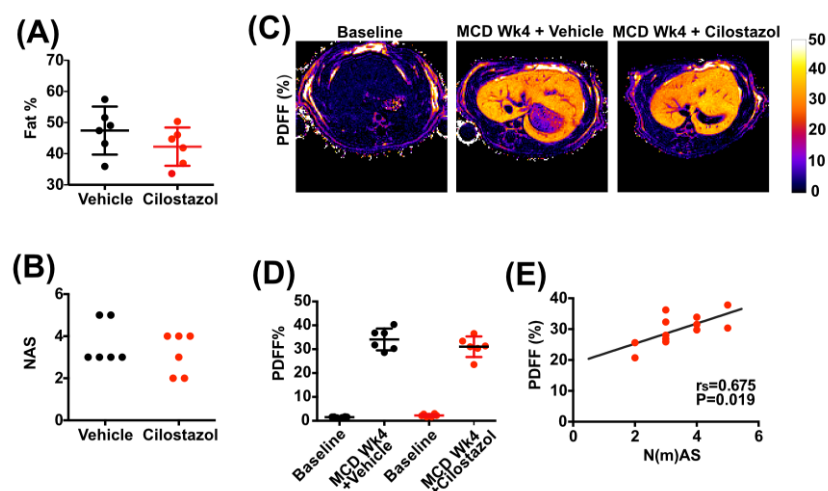 (A)
Fat %
70
60
50
40
30
Vehicle
Cilostazol
(B)
NAS
6
4
2
0
Vehicle
Cilostazol
(C)
Baseline
MCD Wk4 + Vehicle
MCD Wk4 + Cilostazol
PDFF (%)
50
40
30
20
10
0
(D)
PDFF%
50
40
30
20
10
0
Baseline
MCD Wk4
+Vehicle
Baseline
MCD Wk4
+Cilostazol
(E)
PDFF (%)
40
30
20
10
0
0
2
4
6
rs=0.675
P=0.019
N(m)AS